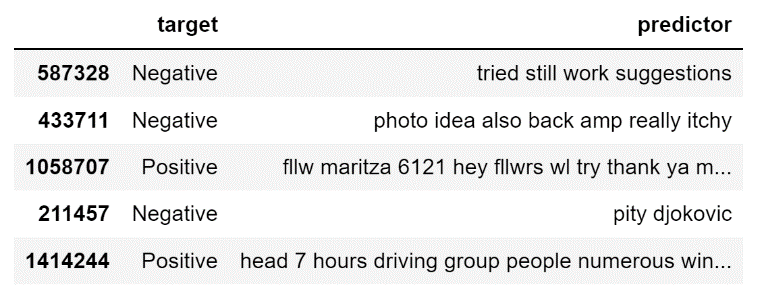 target predictor
587328 Negative tried still work suggestions
433711 Negative photo idea also back amp really itchy
1058707 Positive fllw maritza 6121 hey fllwrs wl try thank ya m...
211457 Negative pity djokovic
1414244 Positive head 7 hours driving group people numerous win...